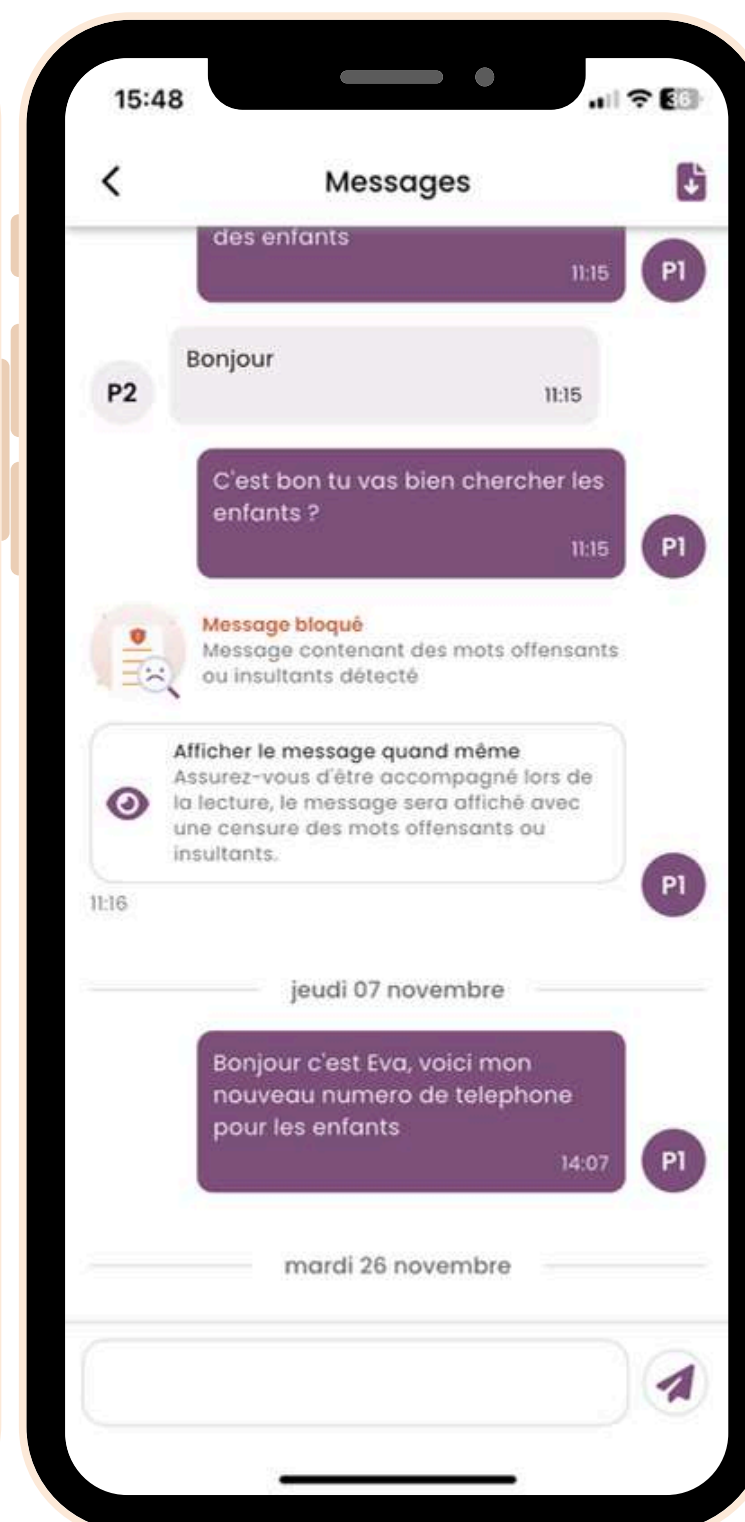 15:48
36
Messages
des enfants
11:15
P1
Bonjour
P2
11:15
C'est bon tu vas bien chercher les
enfants ?
11:15
P1
Message bloqué
Message contenant des mots offensants
ou insultants détecté
Afficher le message quand même
Assurez-vous d'être accompagné lors de
la lecture, le message sera affiché avec
une censure des mots offensants ou
insultants.
P1
11:16
jeudi 07 novembre
Bonjour c'est Eva, voici mon
nouveau numero de telephone
pour les enfants
14:07
P1
mardi 26 novembre